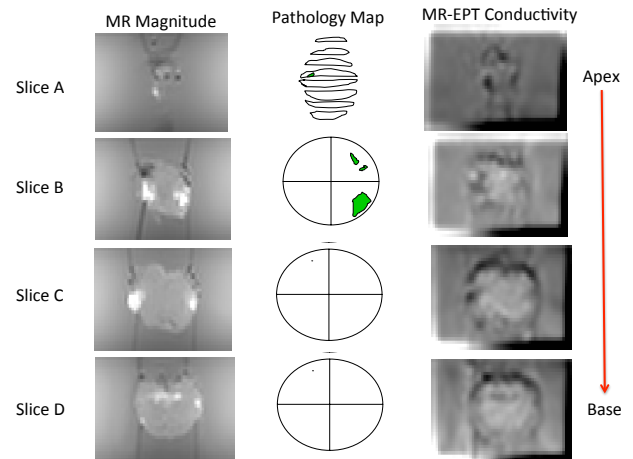 MR Magnitude
Pathology Map
MR-EPT Conductivity
Slice A
Apex
Slice B
Slice C
Slice D
Base